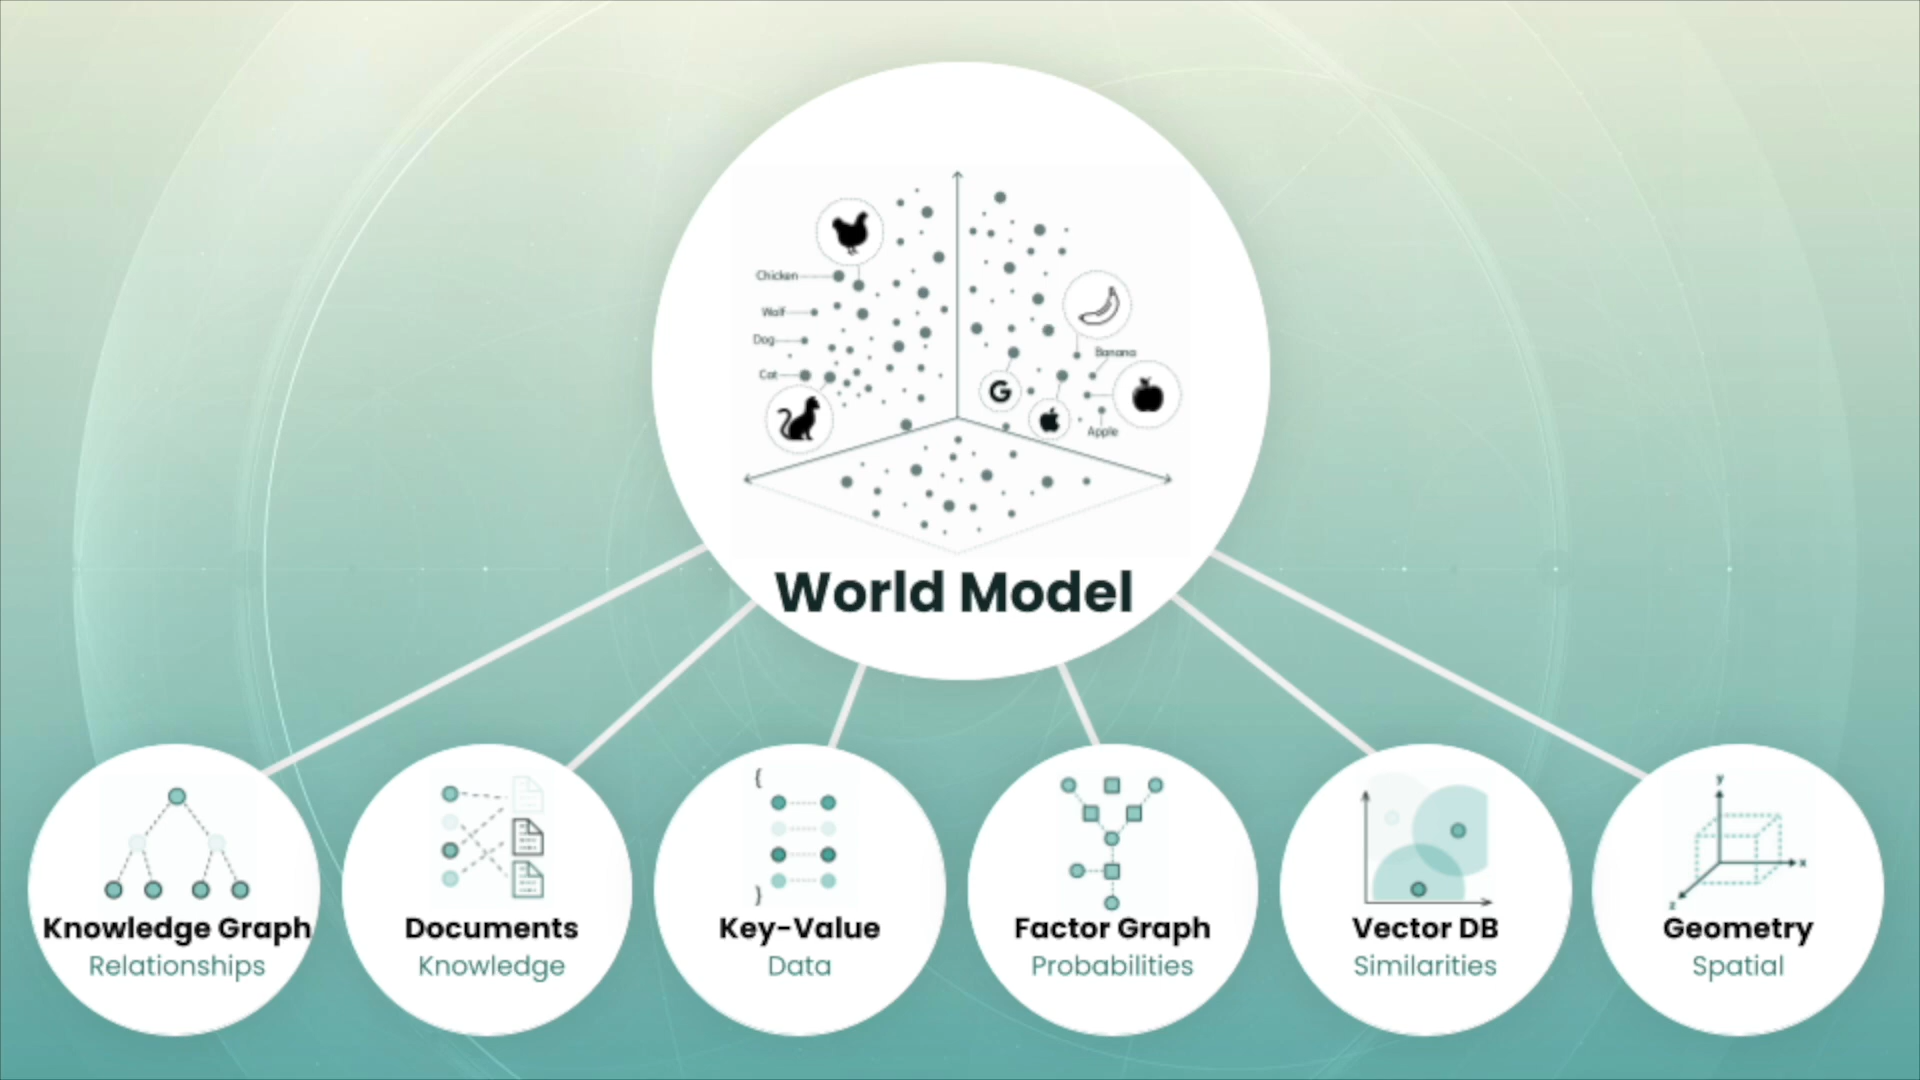 Chicken
Wolf
Dog
Cat
Banana
G
Apple
World Model
{
}
y
x
z
Knowledge Graph
Relationships
Documents
Knowledge
Key-Value
Data
Factor Graph
Probabilities
Vector DB
Similarities
Geometry
Spatial